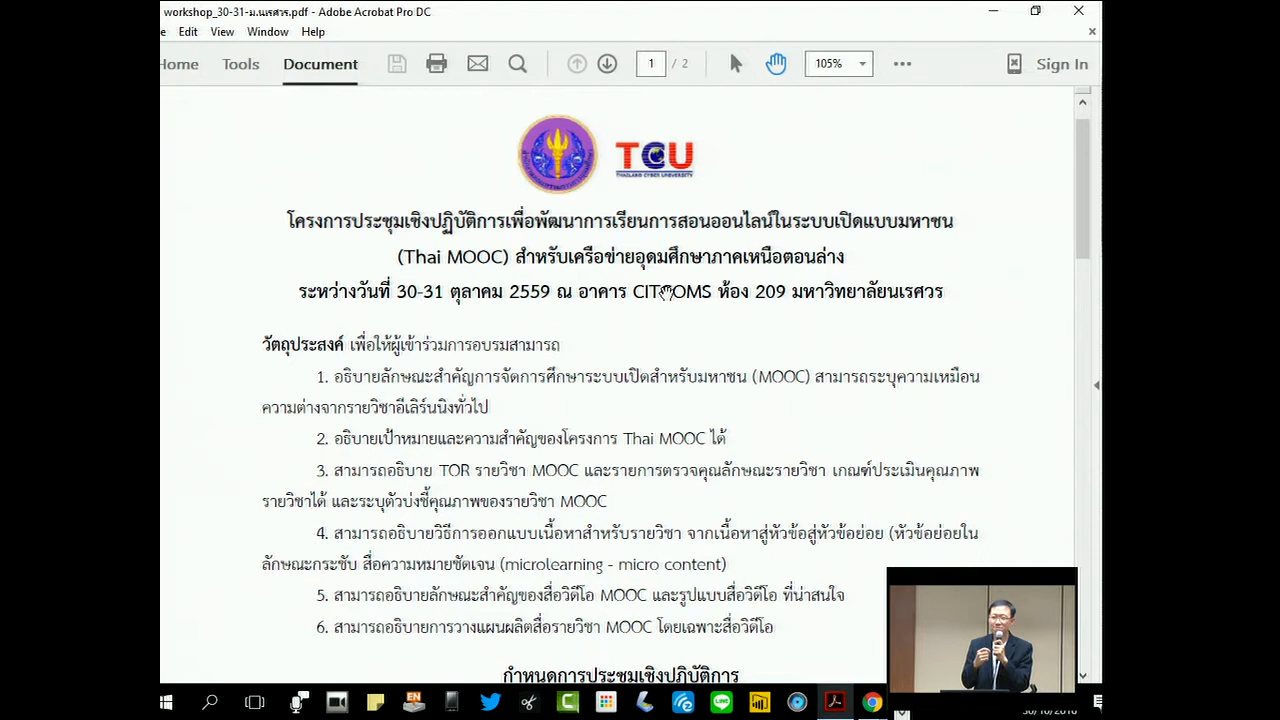 workshop_30-31-ม.นเรศวร.pdf - Adobe Acrobat Pro DC
Edit View Window Help
Home Tools Document 1 / 2 105% Sign In
TCU
THAILAND CYBER UNIVERSITY
โครงการประชุมเชิงปฏิบัติการเพื่อพัฒนาการเรียนการสอนออนไลน์ในระบบเปิดแบบมหาชน
(Thai MOOC) สำหรับเครือข่ายอุดมศึกษาภาคเหนือตอนล่าง
ระหว่างวันที่ 30-31 ตุลาคม 2559 ณ อาคาร CITCOMS ห้อง 209 มหาวิทยาลัยนเรศวร
วัตถุประสงค์ เพื่อให้ผู้เข้าร่วมการอบรมสามารถ
1. อธิบายลักษณะสำคัญการจัดการศึกษาระบบเปิดสำหรับมหาชน (MOOC) สามารถระบุความเหมือน
ความต่างจากรายวิชาอีเลิร์นนิงทั่วไป
2. อธิบายเป้าหมายและความสำคัญของโครงการ Thai MOOC ได้
3. สามารถอธิบาย TOR รายวิชา MOOC และรายการตรวจคุณลักษณะรายวิชา เกณฑ์ประเมินคุณภาพ
รายวิชาได้ และระบุตัวบ่งชี้คุณภาพของรายวิชา MOOC
4. สามารถอธิบายวิธีการออกแบบเนื้อหาสำหรับรายวิชา จากเนื้อหาสู่หัวข้อสู่หัวข้อย่อย (หัวข้อย่อยใน
ลักษณะกระชับ สื่อความหมายชัดเจน (microlearning - micro content)
5. สามารถอธิบายลักษณะสำคัญของสื่อวิดีโอ MOOC และรูปแบบสื่อวิดีโอ ที่น่าสนใจ
6. สามารถอธิบายการวางแผนผลิตสื่อรายวิชา MOOC โดยเฉพาะสื่อวิดีโอ
กำหนดการประชุมเชิงปฏิบัติการ
EN LINE
30/10/2016